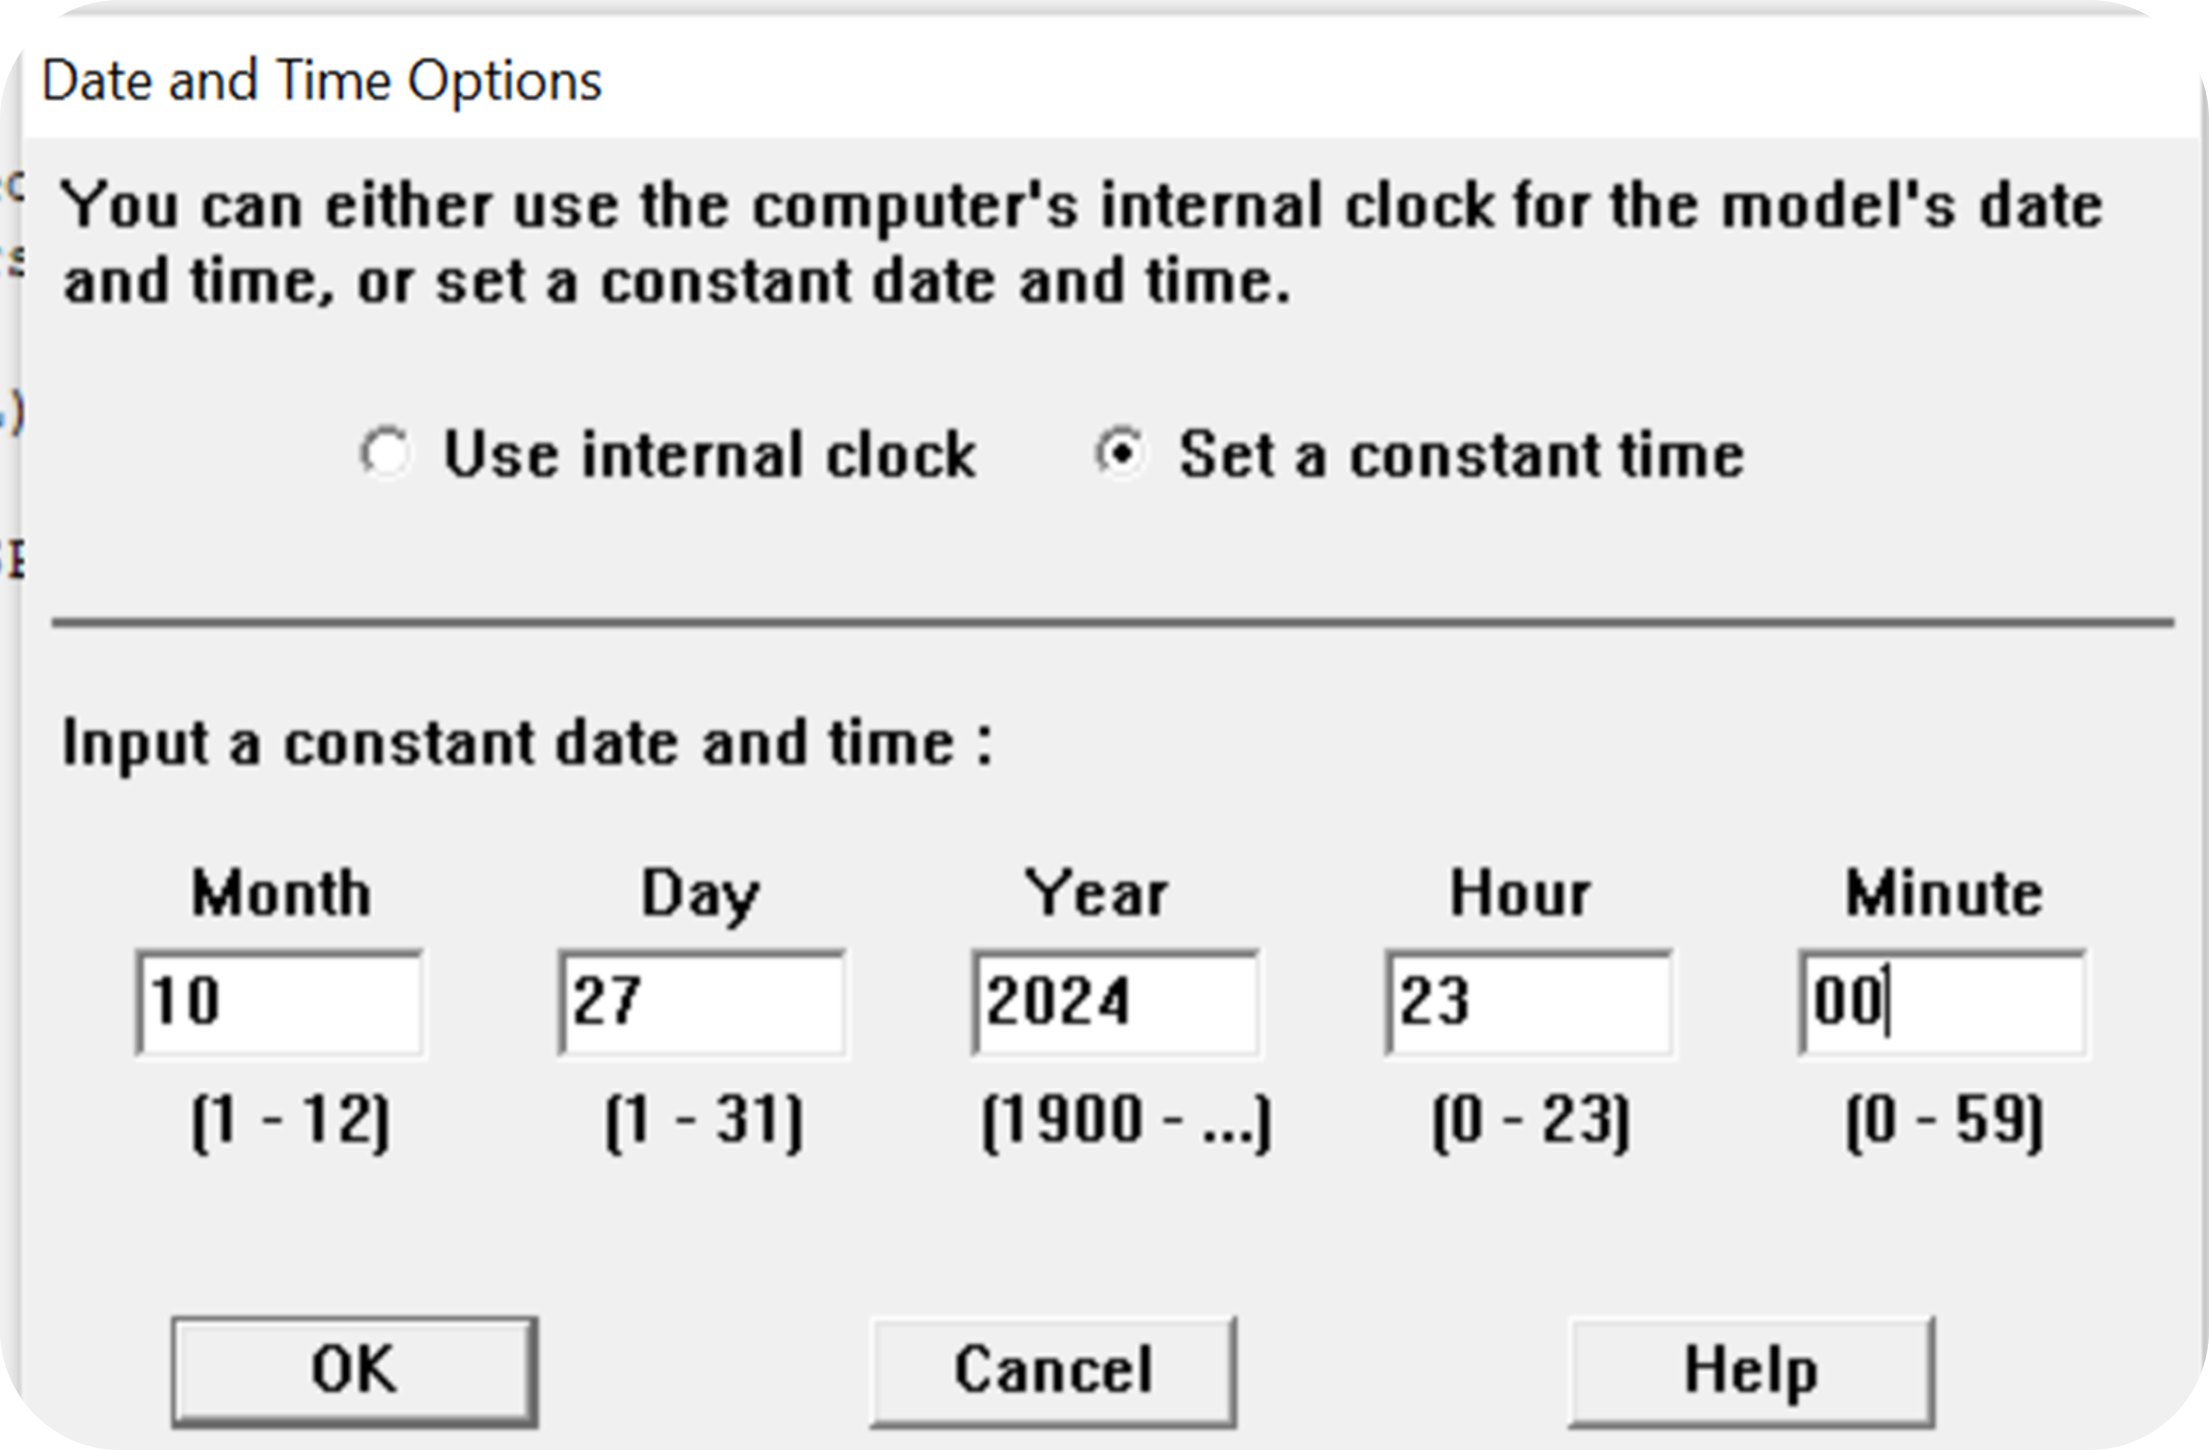 Date and Time Options
You can either use the computer's internal clock for the model's date
and time, or set a constant date and time.
Use internal clock Set a constant time
Input a constant date and time :
Month Day Year Hour Minute
10 27 2024 23 00
(1 - 12) (1 - 31) (1900 - ...) (0 - 23) (0 - 59)
OK Cancel Help